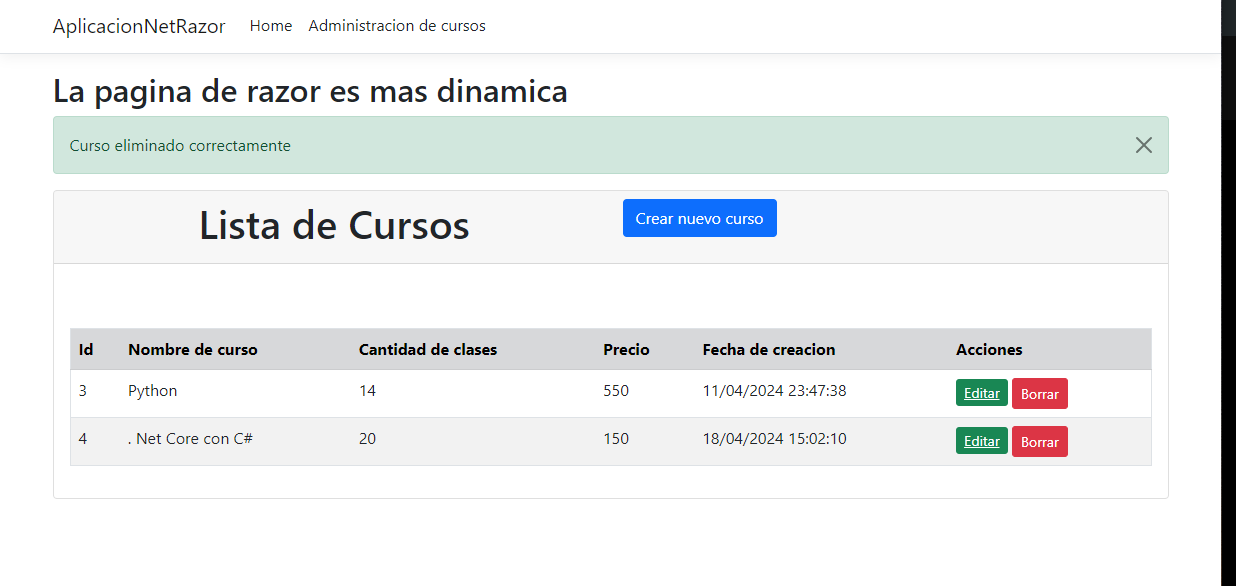 AplicacionNetRazor Home Administracion de cursos
La pagina de razor es mas dinamica
Curso eliminado correctamente
Lista de Cursos Crear nuevo curso
Id Nombre de curso Cantidad de clases Precio Fecha de creacion Acciones
3 Python 14 550 11/04/2024 23:47:38 Editar Borrar
4 . Net Core con C# 20 150 18/04/2024 15:02:10 Editar Borrar